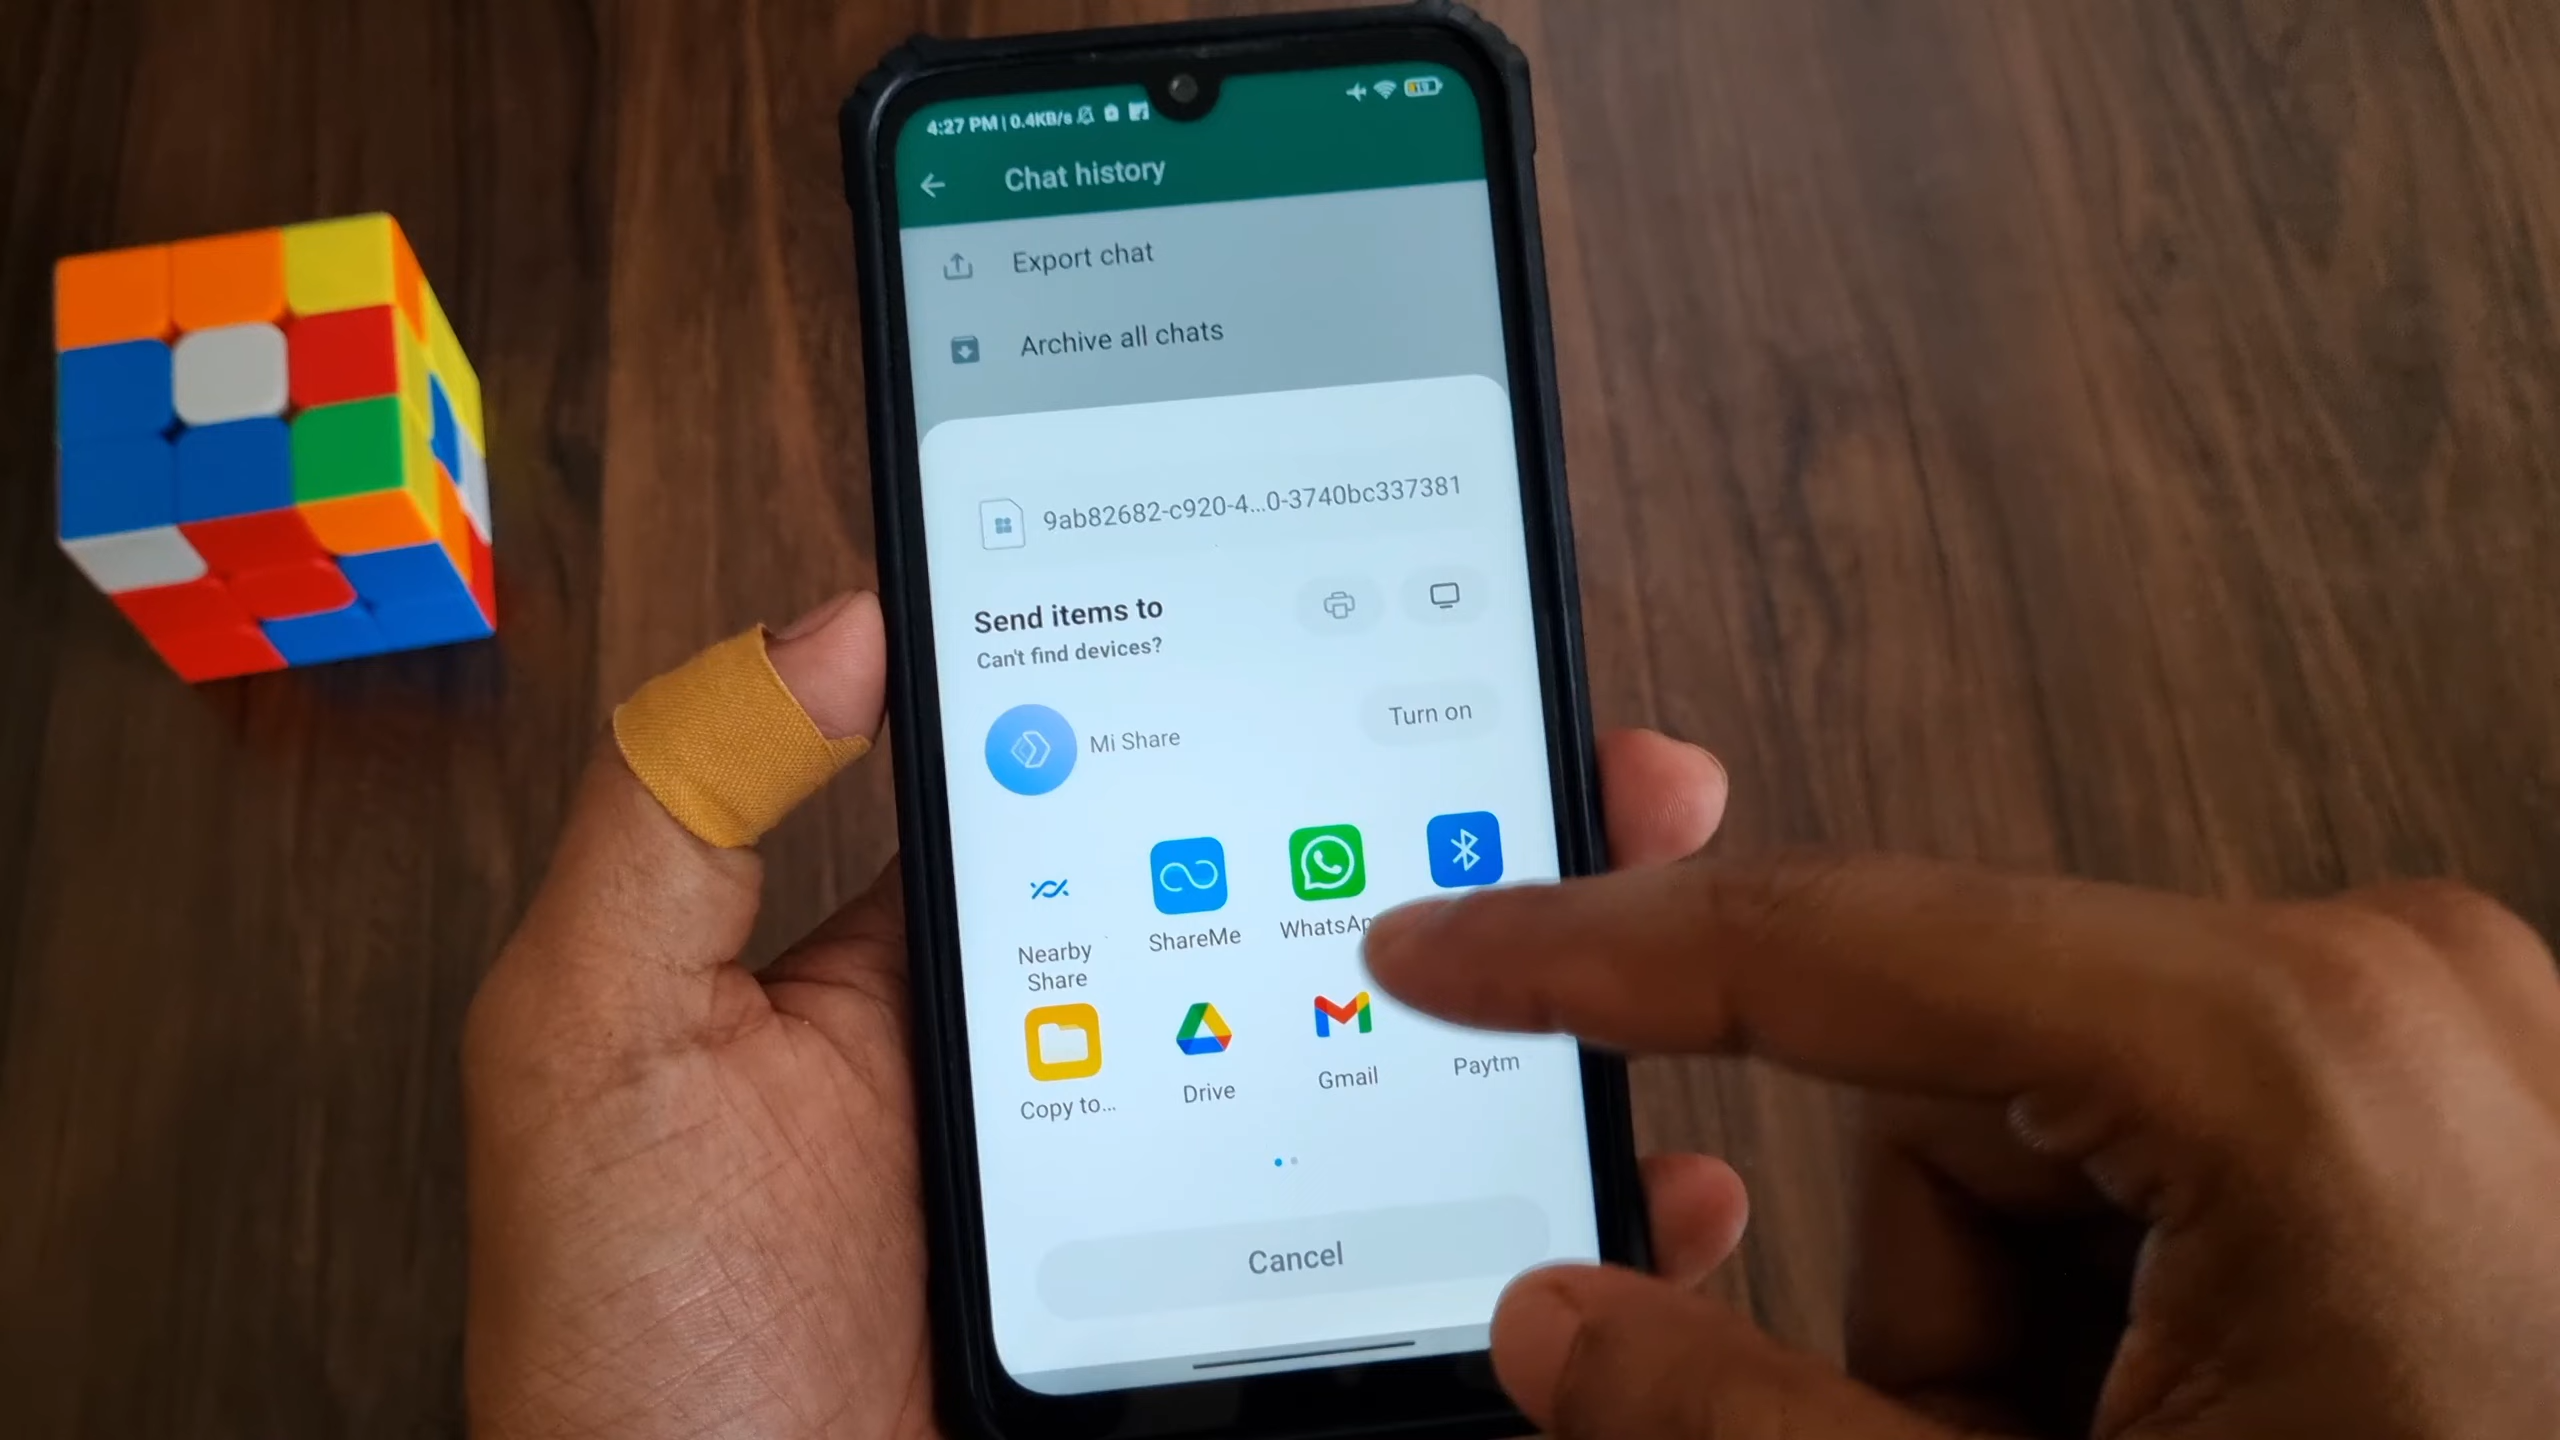 4:27 PM | 0.4KB/s
Chat history
Export chat
Archive all chats
9ab82682-c920-4...0-3740bc337381
Send items to
Can't find devices?
Mi Share
Turn on
Nearby Share
ShareMe
WhatsAp
Copy to...
Drive
Gmail
Paytm
Cancel